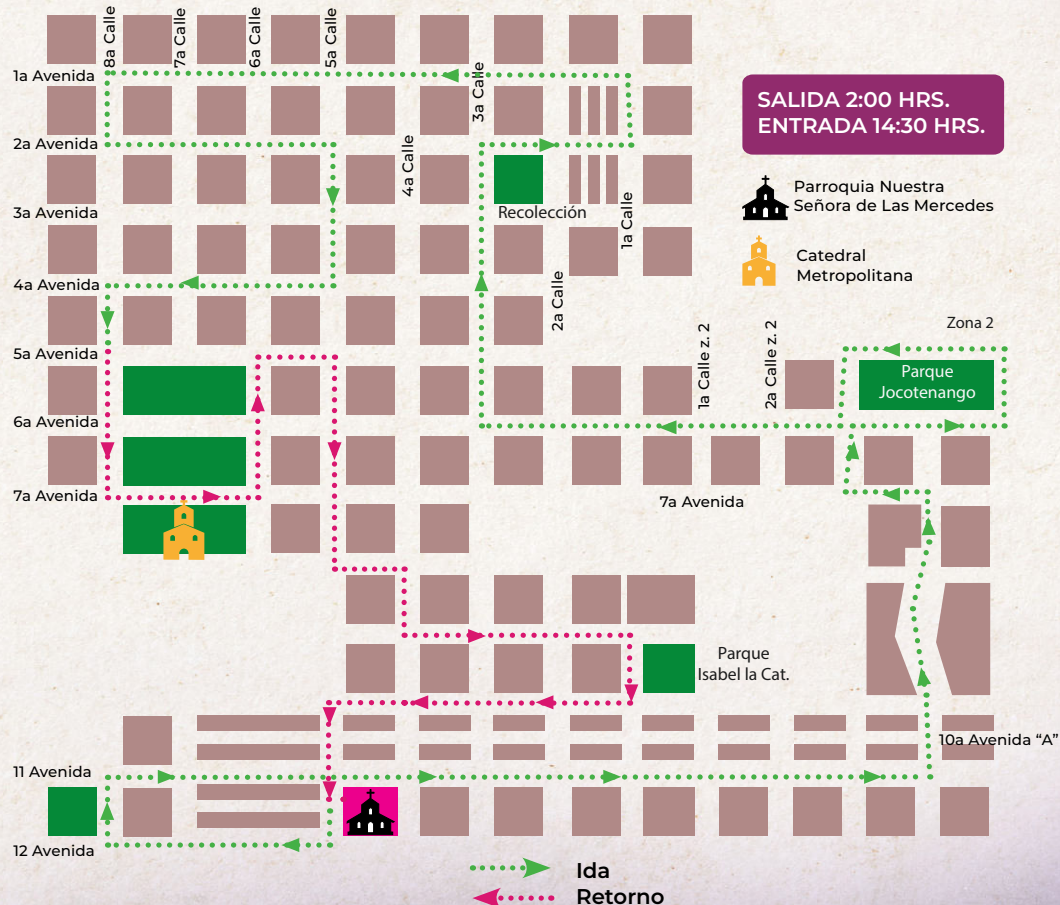 8a Calle
7a Calle
6a Calle
5a Calle
1a Avenida
3a Calle
SALIDA 2:00 HRS.
ENTRADA 14:30 HRS.
2a Avenida
4a Calle
Parroquia Nuestra
Señora de Las Mercedes
3a Avenida
Recolección
1a Calle
Catedral
Metropolitana
4a Avenida
2a Calle
Zona 2
5a Avenida
1a Calle z. 2
2a Calle z. 2
Parque
Jocotenango
6a Avenida
7a Avenida
7a Avenida
Parque
Isabel la Cat.
10a Avenida “A”
11 Avenida
12 Avenida
Ida
Retorno